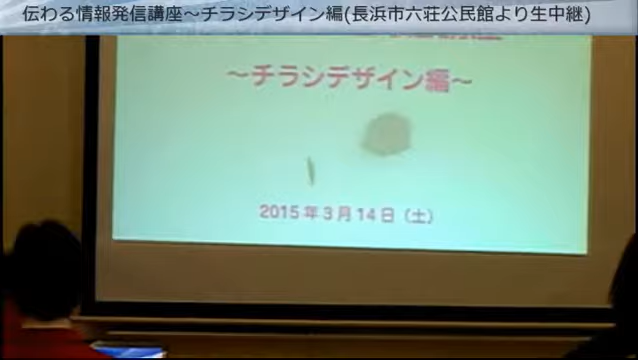 伝わる情報発信講座～チラシデザイン編(長浜市六荘公民館より生中継)
～チラシデザイン編～
2015年3月14日（土）